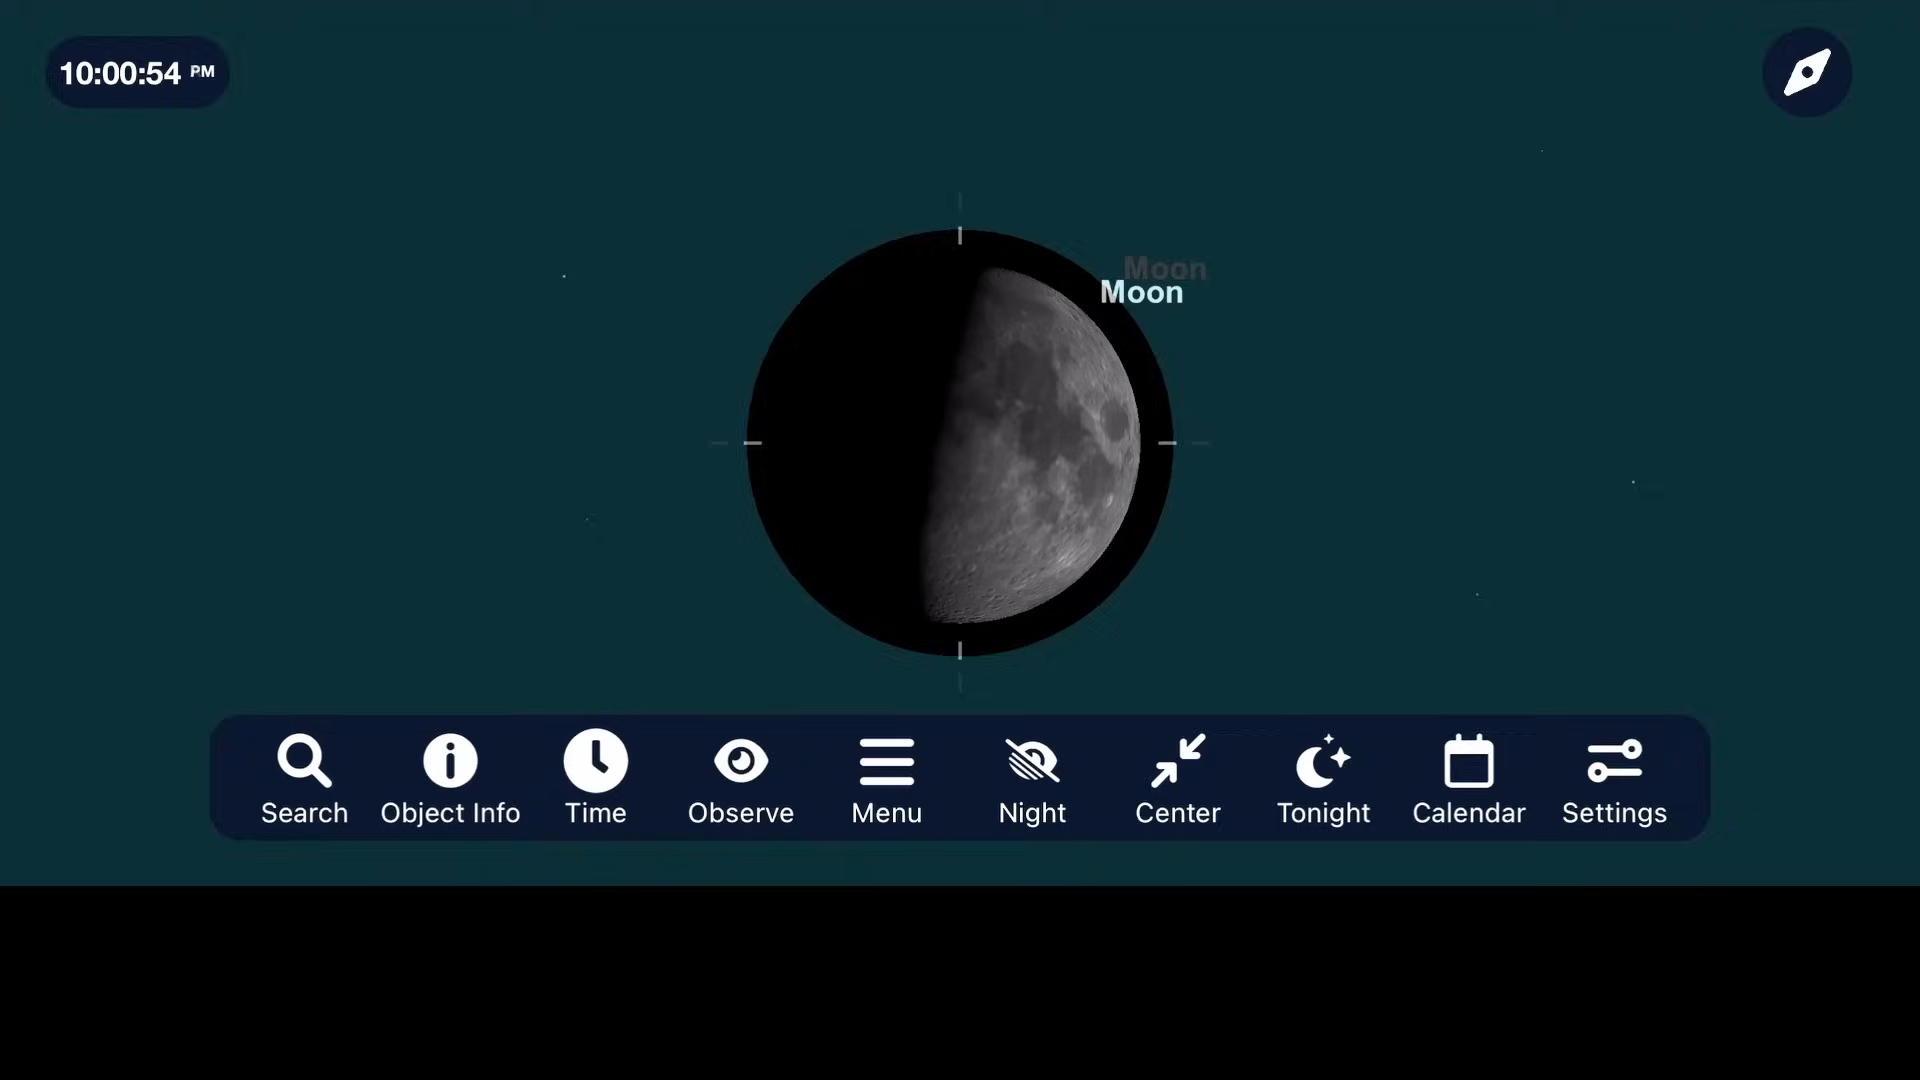 10:00:54 PM
Moon
Moon
Search
Object Info
Time
Observe
Menu
Night
Center
Tonight
Calendar
Settings